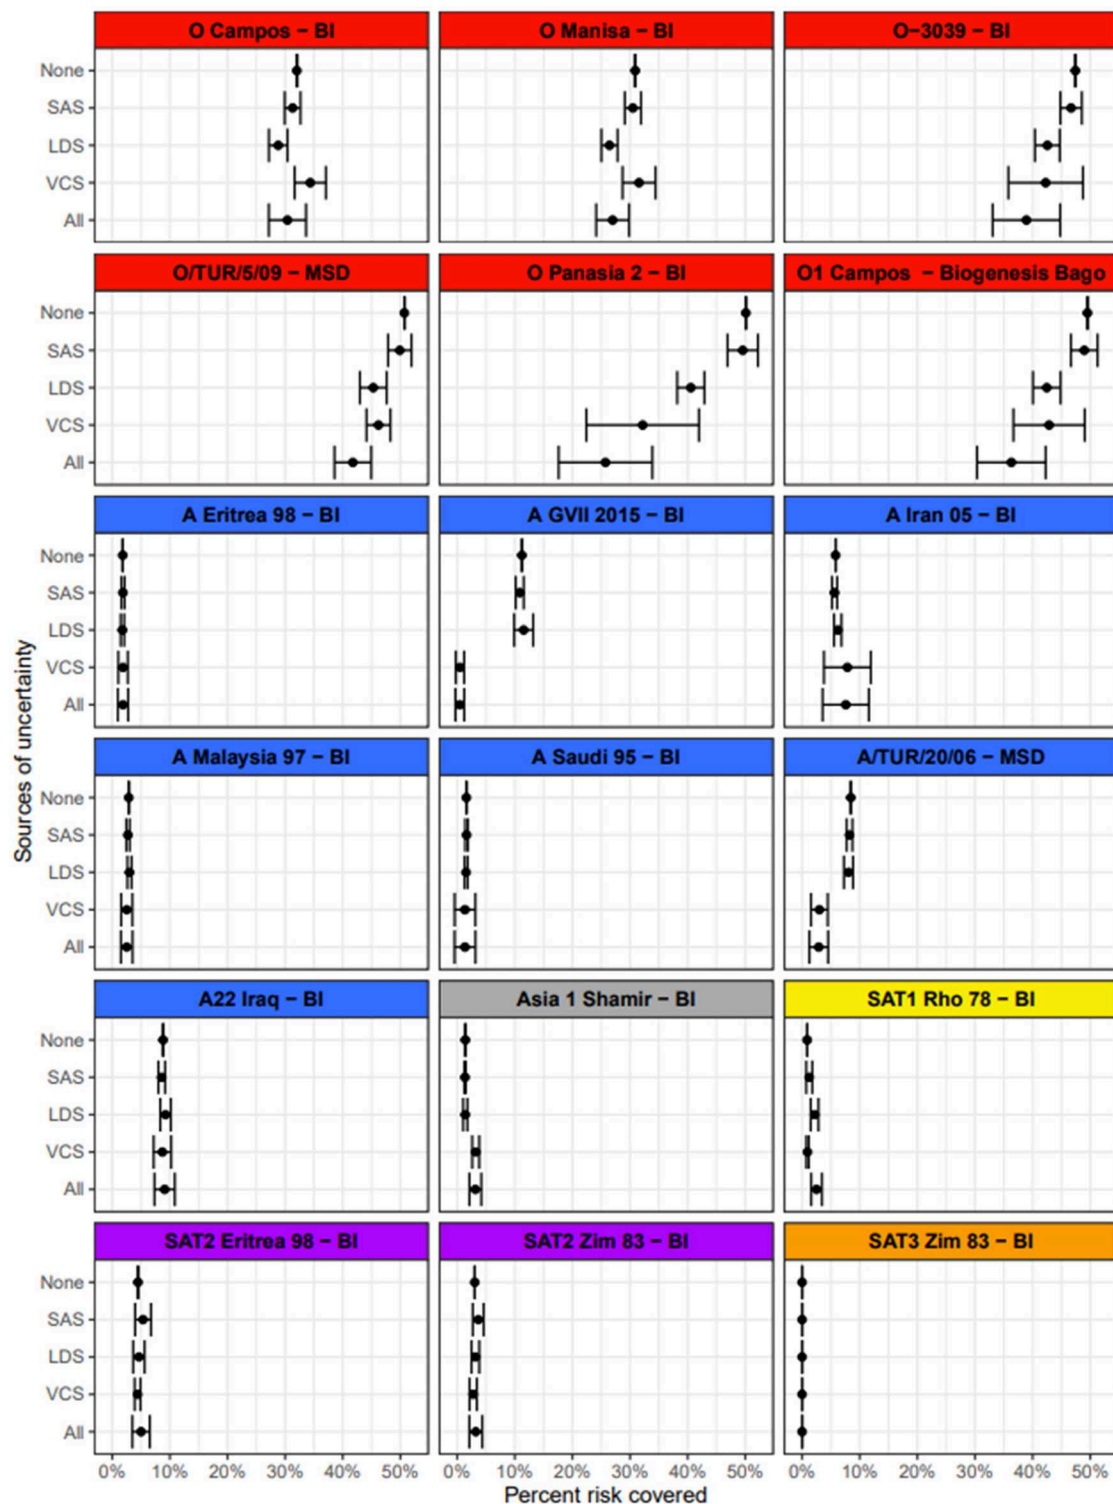 O Campos − BI
O Manisa − BI
O−3039 − BI
None
SAS
LDS
VCS
All
O/TUR/5/09 − MSD
O Panasia 2 − BI
O1 Campos − Biogenesis Bago
None
SAS
LDS
VCS
All
A Eritrea 98 − BI
A GVII 2015 − BI
A Iran 05 − BI
None
SAS
LDS
VCS
All
A Malaysia 97 − BI
A Saudi 95 − BI
A/TUR/20/06 − MSD
None
SAS
LDS
VCS
All
A22 Iraq − BI
Asia 1 Shamir − BI
SAT1 Rho 78 − BI
None
SAS
LDS
VCS
All
SAT2 Eritrea 98 − BI
SAT2 Zim 83 − BI
SAT3 Zim 83 − BI
None
SAS
LDS
VCS
All
0% 10% 20% 30% 40% 50%
0% 10% 20% 30% 40% 50%
0% 10% 20% 30% 40% 50%
Percent risk covered
Sources of uncertainty